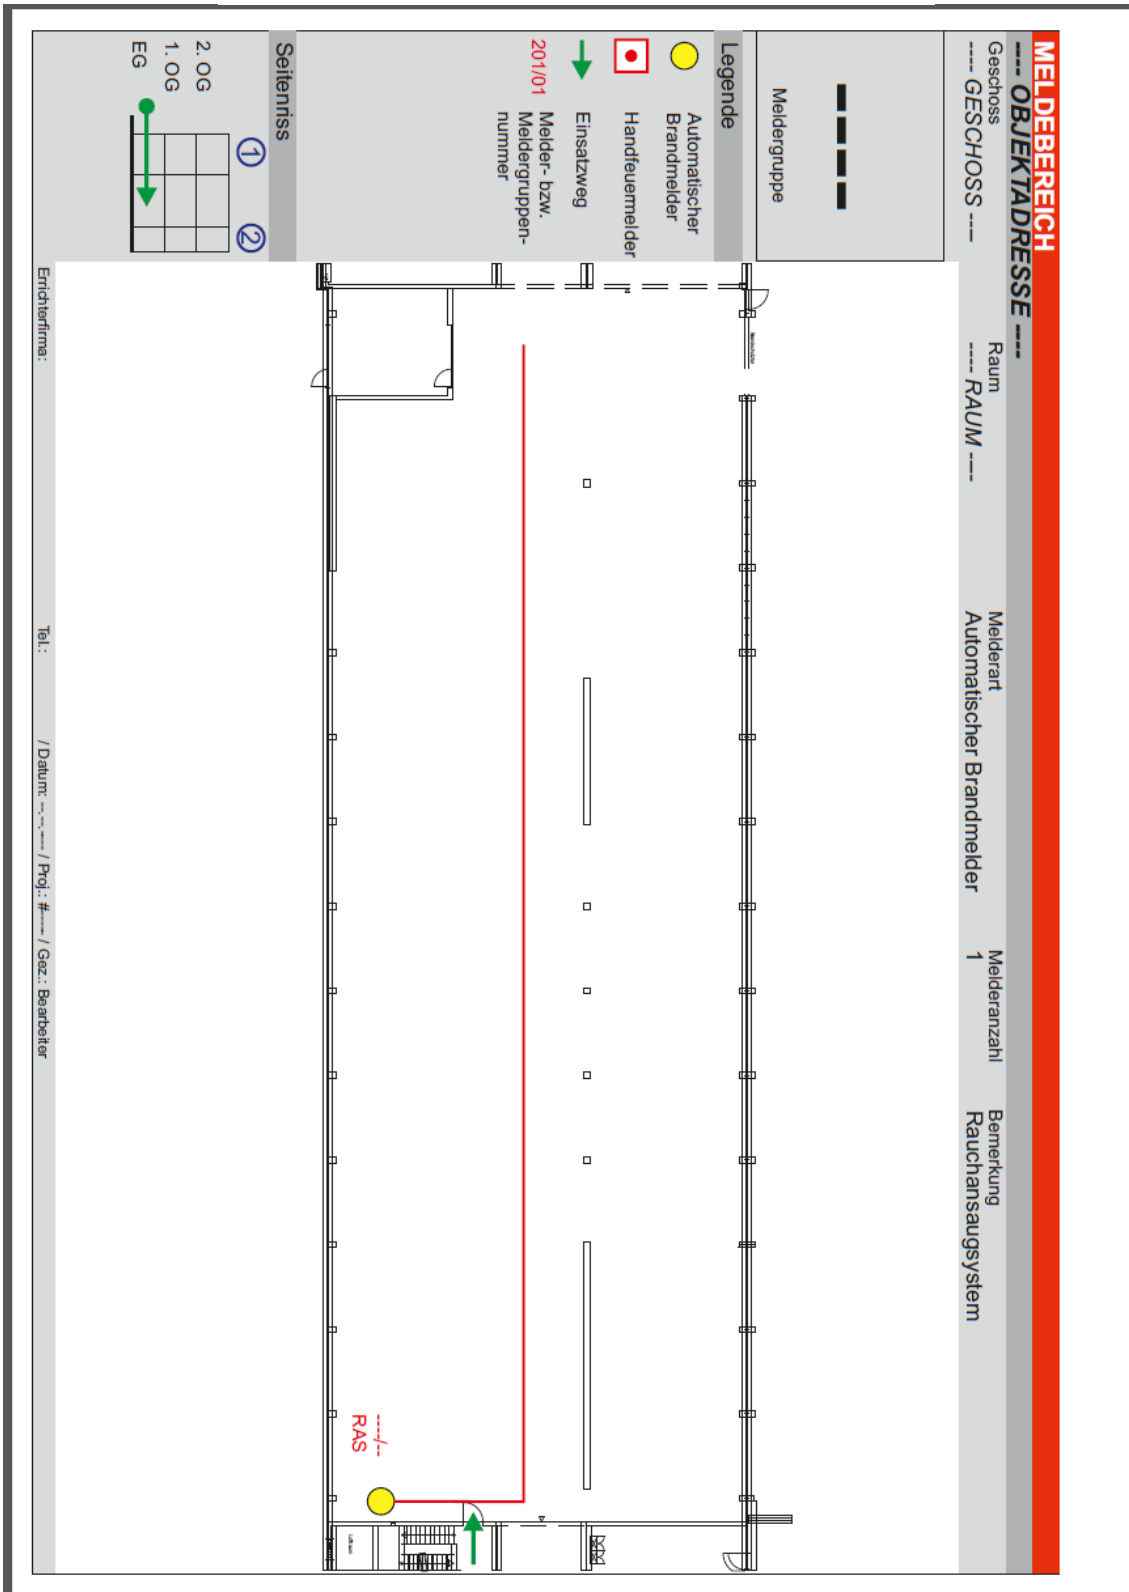 MELDEBEREICH
---- OBJEKTADRESSE ----
Geschoss
---- GESCHOSS ----
Raum
---- RAUM ----
Melderart
Automatischer Brandmelder
Melderanzahl
1
Bemerkung
Rauchansaugsystem
Meldergruppe
Legende
Automatischer
Brandmelder
Handfeuermelder
Einsatzweg
201/01 Melder- bzw.
Meldergruppen-
nummer
Seitenriss
1 2
2. OG
1. OG
EG
----/--
RAS
Errichterfirma: Tel.: / Datum: --.--.---- / Proj.: #---- / Gez.: Bearbeiter